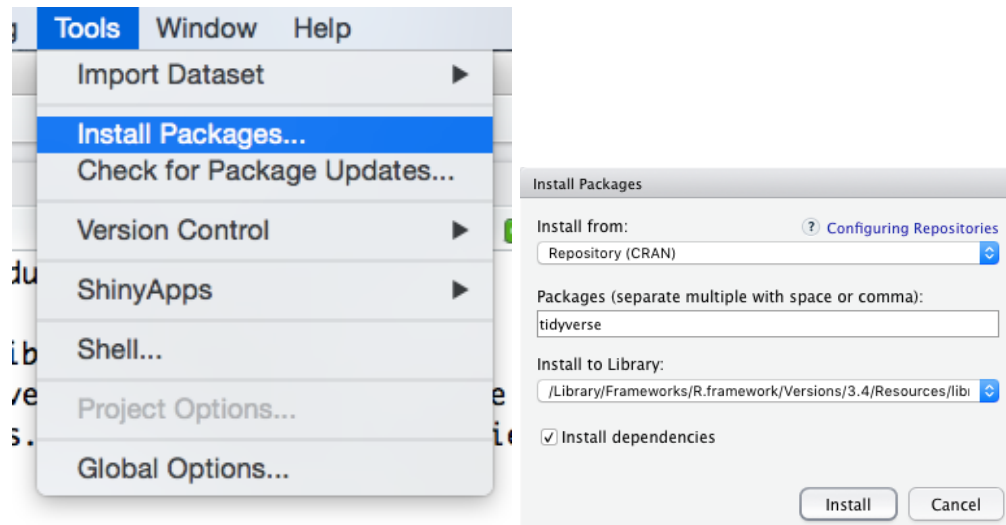 Tools Window Help
Import Dataset
Install Packages...
Check for Package Updates...
Version Control
ShinyApps
Shell...
Project Options...
Global Options...
Install Packages
Install from:
? Configuring Repositories
Repository (CRAN)
Packages (separate multiple with space or comma):
tidyverse
Install to Library:
/Library/Frameworks/R.framework/Versions/3.4/Resources/libr
Install dependencies
Install Cancel